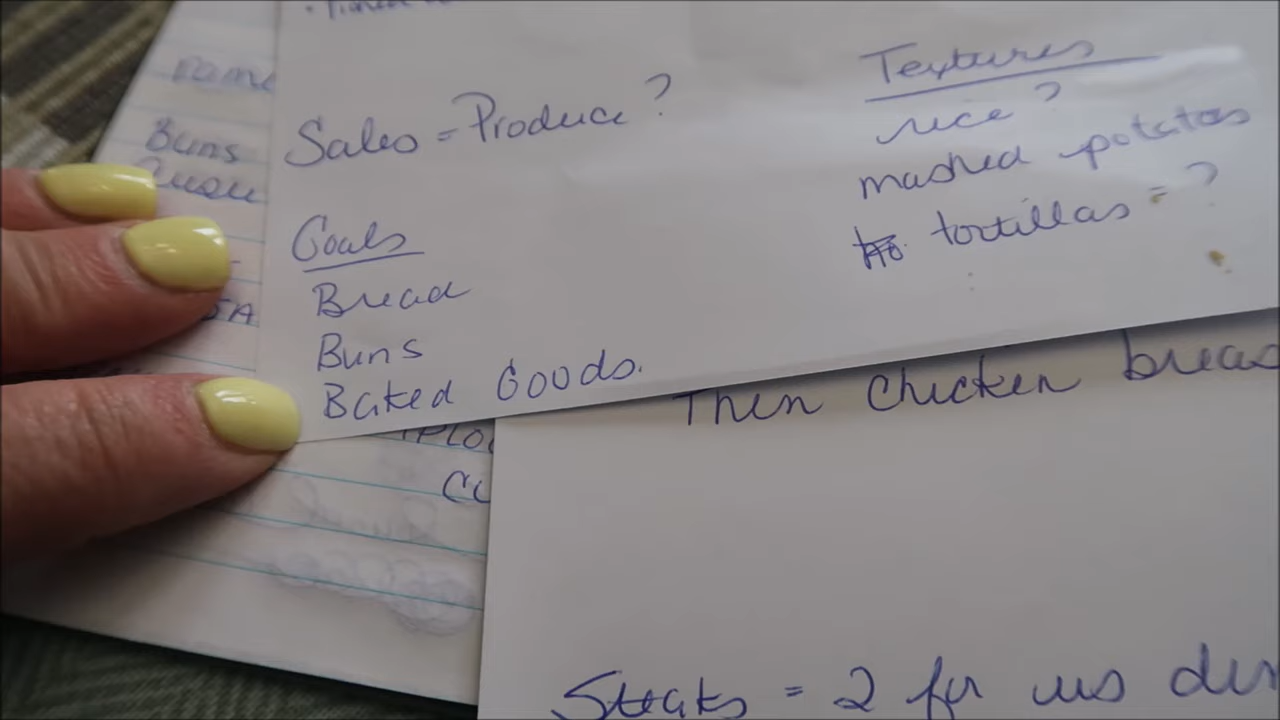 Sales = Produce?
Goals
Bread
Buns
Baked Goods.
Textures
rice?
mashed potatos
tortillas = ?
Buns
Then Chicken breas
Steaks = 2 for us din